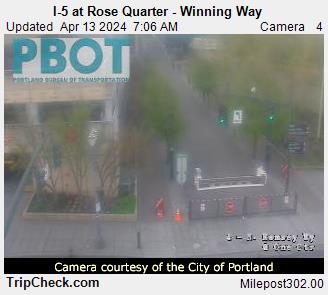 I-5 at Rose Quarter - Winning Way
Updated Apr 13 2024 7:06 AM Camera 4
PBOT
PORTLAND BUREAU OF TRANSPORTATION
Camera courtesy of the City of Portland
TripCheck.com Milepost302.00